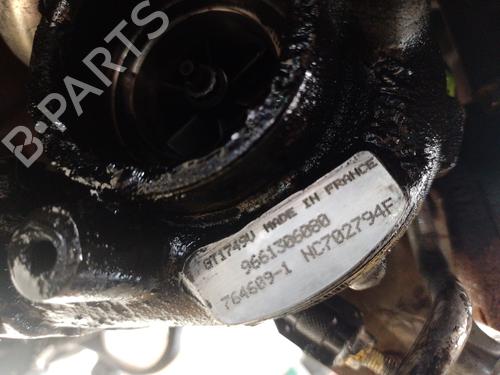 B-PARTS
GT1749V MADE IN FRANCE
9661306080
764609-1 NC702794F